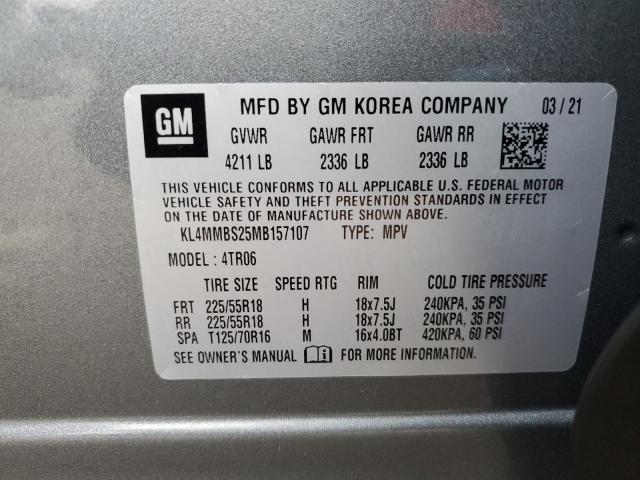 GM MFD BY GM KOREA COMPANY 03 / 21
GVWR GAWR FRT GAWR RR
4211 LB 2336 LB 2336 LB
THIS VEHICLE CONFORMS TO ALL APPLICABLE U.S. FEDERAL MOTOR
VEHICLE SAFETY AND THEFT PREVENTION STANDARDS IN EFFECT
ON THE DATE OF MANUFACTURE SHOWN ABOVE.
KL4MMBS25MB157107 TYPE: MPV
MODEL : 4TR06
TIRE SIZE SPEED RTG RIM COLD TIRE PRESSURE
FRT 225/55R18 H 18x7.5J 240KPA, 35 PSI
RR 225/55R18 H 18x7.5J 240KPA, 35 PSI
SPA T125/70R16 M 16x4.0BT 420KPA, 60 PSI
SEE OWNER'S MANUAL FOR MORE INFORMATION.